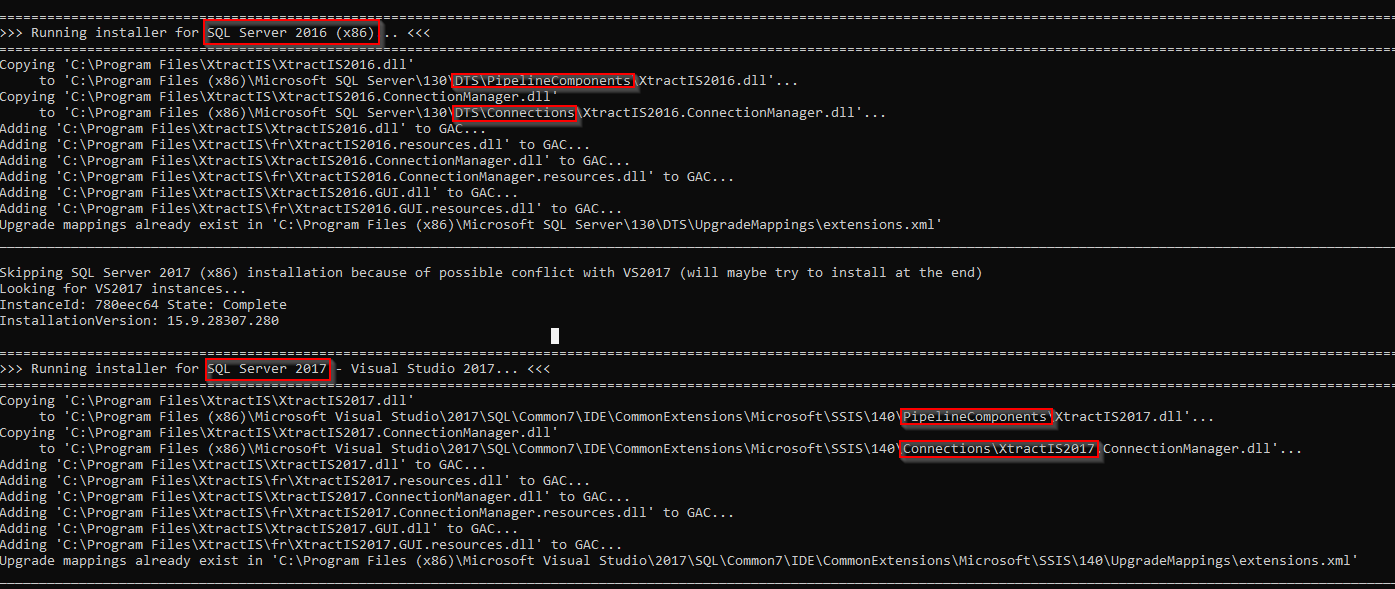 ================================================================================
>>> Running installer for SQL Server 2016 (x86)... <<<
================================================================================
Copying 'C:\Program Files\XtractIS\XtractIS2016.dll'
to 'C:\Program Files (x86)\Microsoft SQL Server\130\DTS\PipelineComponents\XtractIS2016.dll'...
Copying 'C:\Program Files\XtractIS\XtractIS2016.ConnectionManager.dll'
to 'C:\Program Files (x86)\Microsoft SQL Server\130\DTS\Connections\XtractIS2016.ConnectionManager.dll'...
Adding 'C:\Program Files\XtractIS\XtractIS2016.dll' to GAC...
Adding 'C:\Program Files\XtractIS\fr\XtractIS2016.resources.dll' to GAC...
Adding 'C:\Program Files\XtractIS\XtractIS2016.ConnectionManager.dll' to GAC...
Adding 'C:\Program Files\XtractIS\fr\XtractIS2016.ConnectionManager.resources.dll' to GAC...
Adding 'C:\Program Files\XtractIS\XtractIS2016.GUI.dll' to GAC...
Adding 'C:\Program Files\XtractIS\fr\XtractIS2016.GUI.resources.dll' to GAC...
Upgrade mappings already exist in 'C:\Program Files (x86)\Microsoft SQL Server\130\DTS\UpgradeMappings\extensions.xml'
Skipping SQL Server 2017 (x86) installation because of possible conflict with VS2017 (will maybe try to install at the end)
Looking for VS2017 instances...
InstanceId: 780eec64 State: Complete
InstallationVersion: 15.9.28307.280
================================================================================
>>> Running installer for SQL Server 2017 - Visual Studio 2017... <<<
================================================================================
Copying 'C:\Program Files\XtractIS\XtractIS2017.dll'
to 'C:\Program Files (x86)\Microsoft Visual Studio\2017\SQL\Common7\IDE\CommonExtensions\Microsoft\SSIS\140\PipelineComponents\XtractIS2017.dll'...
Copying 'C:\Program Files\XtractIS\XtractIS2017.ConnectionManager.dll'
to 'C:\Program Files (x86)\Microsoft Visual Studio\2017\SQL\Common7\IDE\CommonExtensions\Microsoft\SSIS\140\Connections\XtractIS2017.ConnectionManager.dll'...
Adding 'C:\Program Files\XtractIS\XtractIS2017.dll' to GAC...
Adding 'C:\Program Files\XtractIS\fr\XtractIS2017.resources.dll' to GAC...
Adding 'C:\Program Files\XtractIS\XtractIS2017.ConnectionManager.dll' to GAC...
Adding 'C:\Program Files\XtractIS\fr\XtractIS2017.ConnectionManager.resources.dll' to GAC...
Adding 'C:\Program Files\XtractIS\XtractIS2017.GUI.dll' to GAC...
Adding 'C:\Program Files\XtractIS\fr\XtractIS2017.GUI.resources.dll' to GAC...
Upgrade mappings already exist in 'C:\Program Files (x86)\Microsoft Visual Studio\2017\SQL\Common7\IDE\CommonExtensions\Microsoft\SSIS\140\UpgradeMappings\extensions.xml'